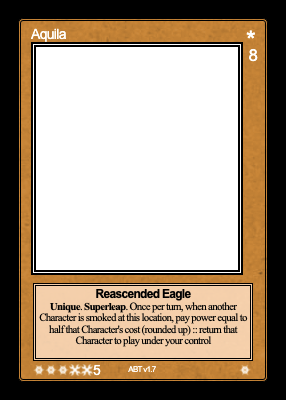 Aquila *
8
Reascended Eagle
Unique. Superleap. Once per turn, when another
Character is smoked at this location, pay power equal to
half that Character's cost (rounded up) :: return that
Character to play under your control
5 ABT v1.7